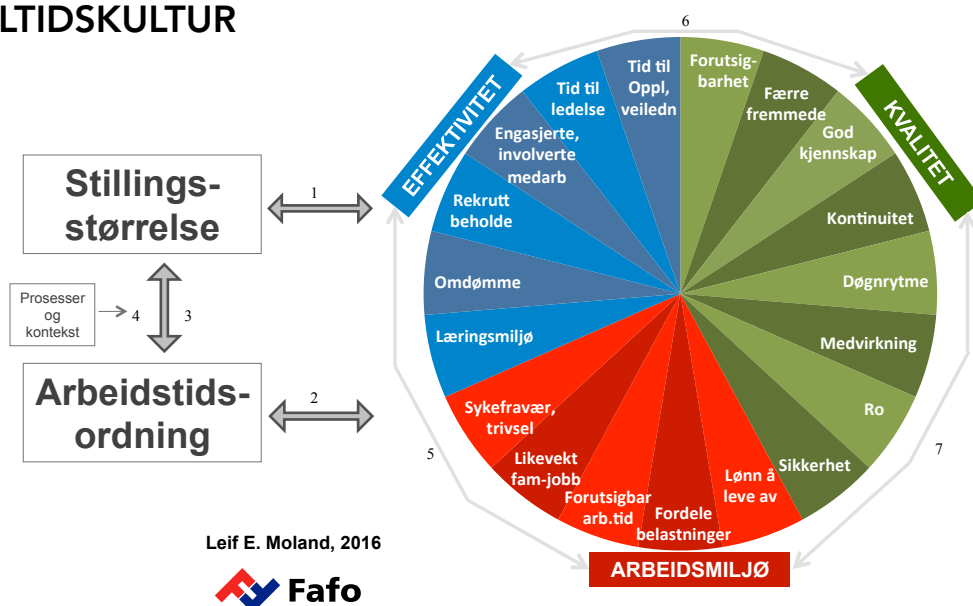 LTIDSKULTUR
6
EFFEKTIVITET
KVALITET
Tid til
Oppl,
veiledn
Forutsig-
barhet
Tid til
ledelse
Færre
fremmede
Engasjerte,
involverte
medarb
God
kjennskap
Rekrutt
beholde
Kontinuitet
Omdømme
Døgnrytme
Læringsmiljø
Medvirkning
Sykefravær,
trivsel
Ro
Likevekt
fam-jobb
Sikkerhet
Forutsigbar
arb.tid
Fordele
belastninger
Lønn å
leve av
ARBEIDSMILJØ
Stillings-
størrelse
1
Prosesser
og
kontekst
4
3
Arbeidstids-
ordning
2
5
7
Leif E. Moland, 2016
Fafo